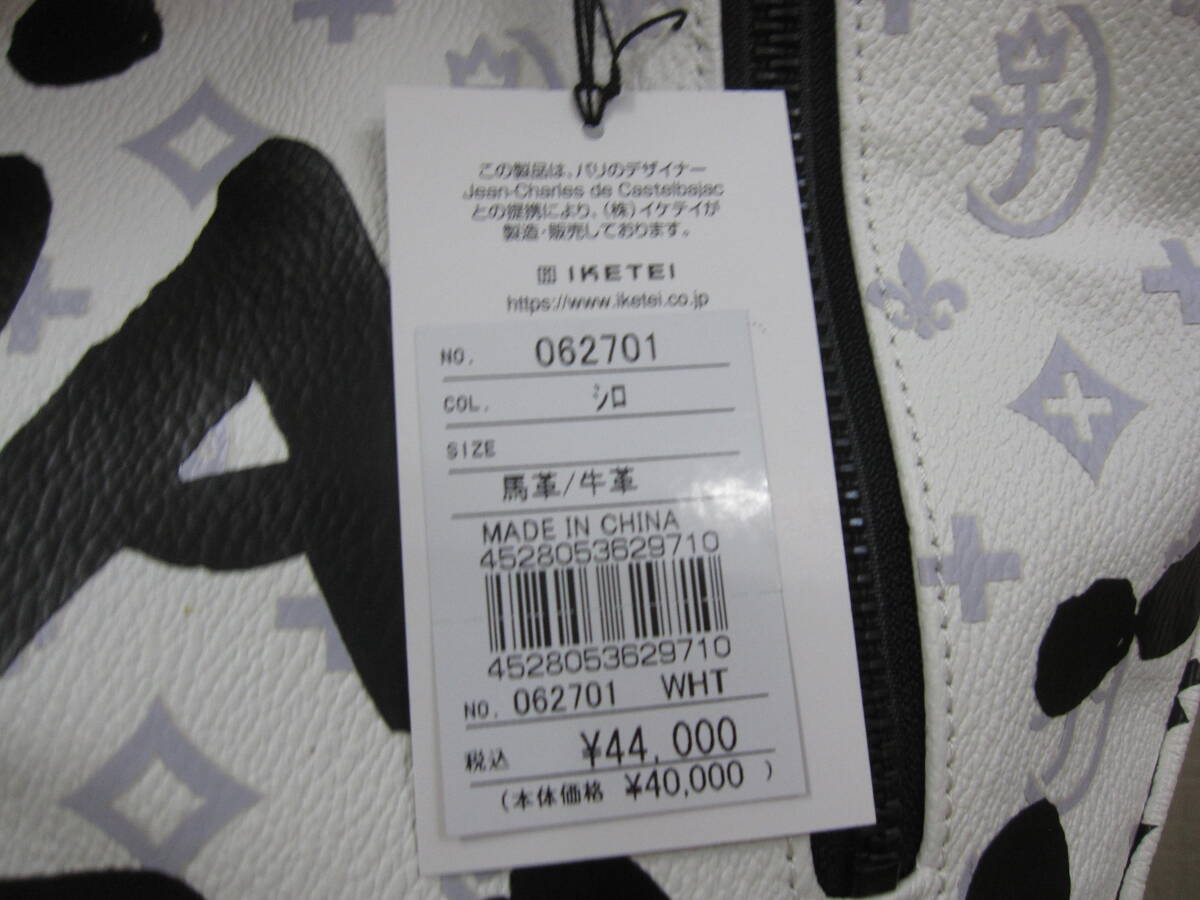 この製品は、パリのデザイナー
Jean-Charles de Castelbajac
との提携により、(株)イケテイが
製造・販売しております。
IKETEI
https://www.iketei.co.jp
NO. 062701
COL. シロ
SIZE
馬革/牛革
MADE IN CHINA
4528053629710
4528053629710
NO. 062701 WHT
税込 ¥44,000
(本体価格 ¥40,000 )
A